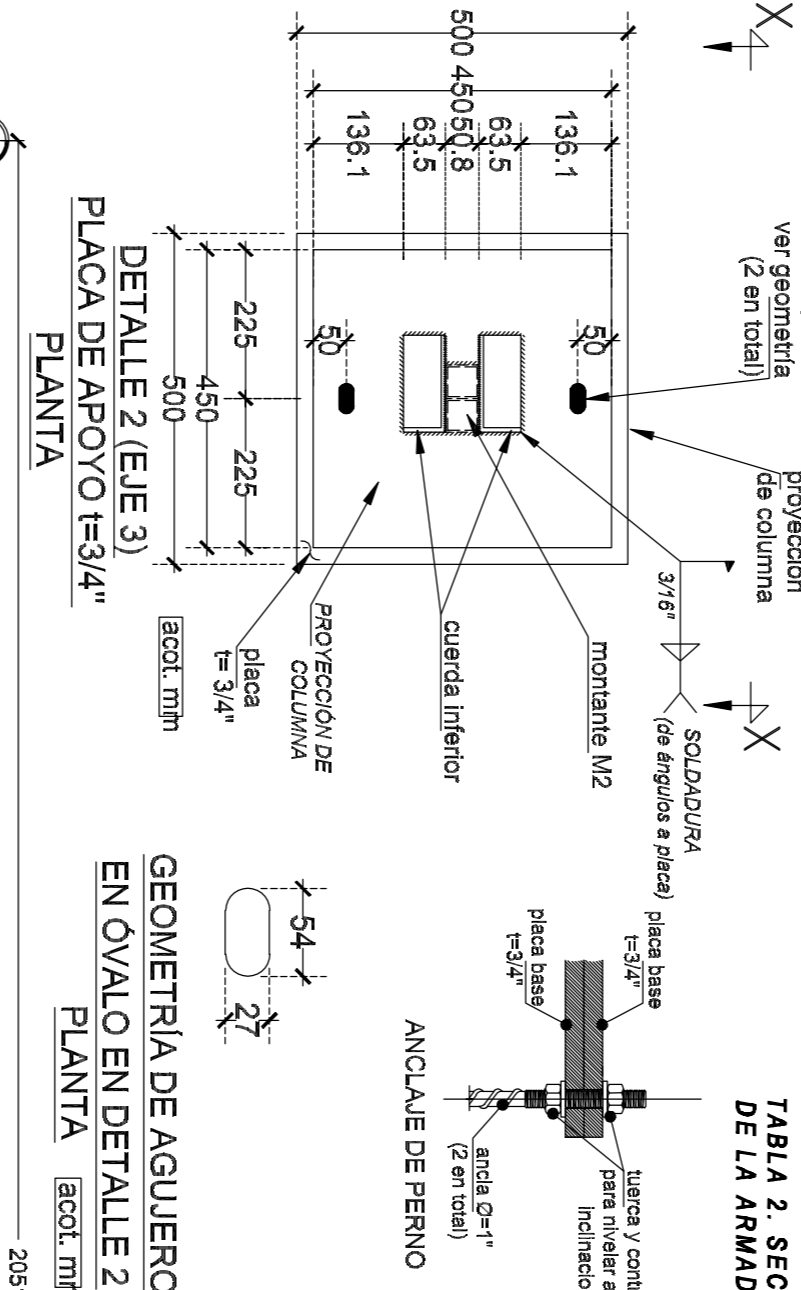 X
ver geometría
(2 en total)
proyección
de columna
3/16"
X
SOLDADURA
(de ángulos a placa)
500
450
50.8
136.1
63.5
63.5
136.1
50
50
225
225
450
500
montante M2
cuerda inferior
PROYECCIÓN DE
COLUMNA
placa
t= 3/4"
acot. mm
DETALLE 2 (EJE 3)
PLACA DE APOYO t=3/4"
PLANTA
TABLA 2. SEC
DE LA ARMAD
placa base
t=3/4"
placa base
t=3/4"
tuerca y cont
para nivelar a
inclinacio
ancla Ø=1"
(2 en total)
ANCLAJE DE PERNO
54
27
GEOMETRÍA DE AGUJERO
EN ÓVALO EN DETALLE 2
PLANTA
acot. mm
205